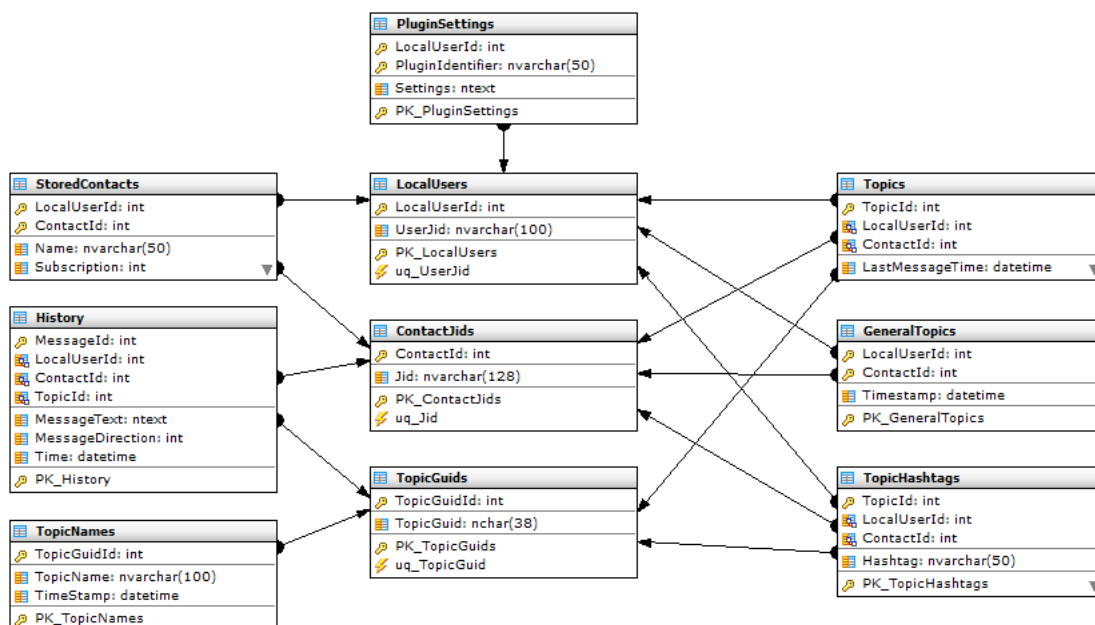 PluginSettings
LocalUserId: int
PluginIdentifier: nvarchar(50)
Settings: ntext
PK_PluginSettings
StoredContacts
LocalUserId: int
ContactId: int
Name: nvarchar(50)
Subscription: int
LocalUsers
LocalUserId: int
UserJid: nvarchar(100)
PK_LocalUsers
uq_UserJid
Topics
TopicId: int
LocalUserId: int
ContactId: int
LastMessageTime: datetime
History
MessageId: int
LocalUserId: int
ContactId: int
TopicId: int
MessageText: ntext
MessageDirection: int
Time: datetime
PK_History
ContactJids
ContactId: int
Jid: nvarchar(128)
PK_ContactJids
uq_Jid
GeneralTopics
LocalUserId: int
ContactId: int
Timestamp: datetime
PK_GeneralTopics
TopicNames
TopicGuidId: int
TopicName: nvarchar(100)
TimeStamp: datetime
PK_TopicNames
TopicGuids
TopicGuidId: int
TopicGuid: nchar(38)
PK_TopicGuids
uq_TopicGuid
TopicHashtags
TopicId: int
LocalUserId: int
ContactId: int
Hashtag: nvarchar(50)
PK_TopicHashtags